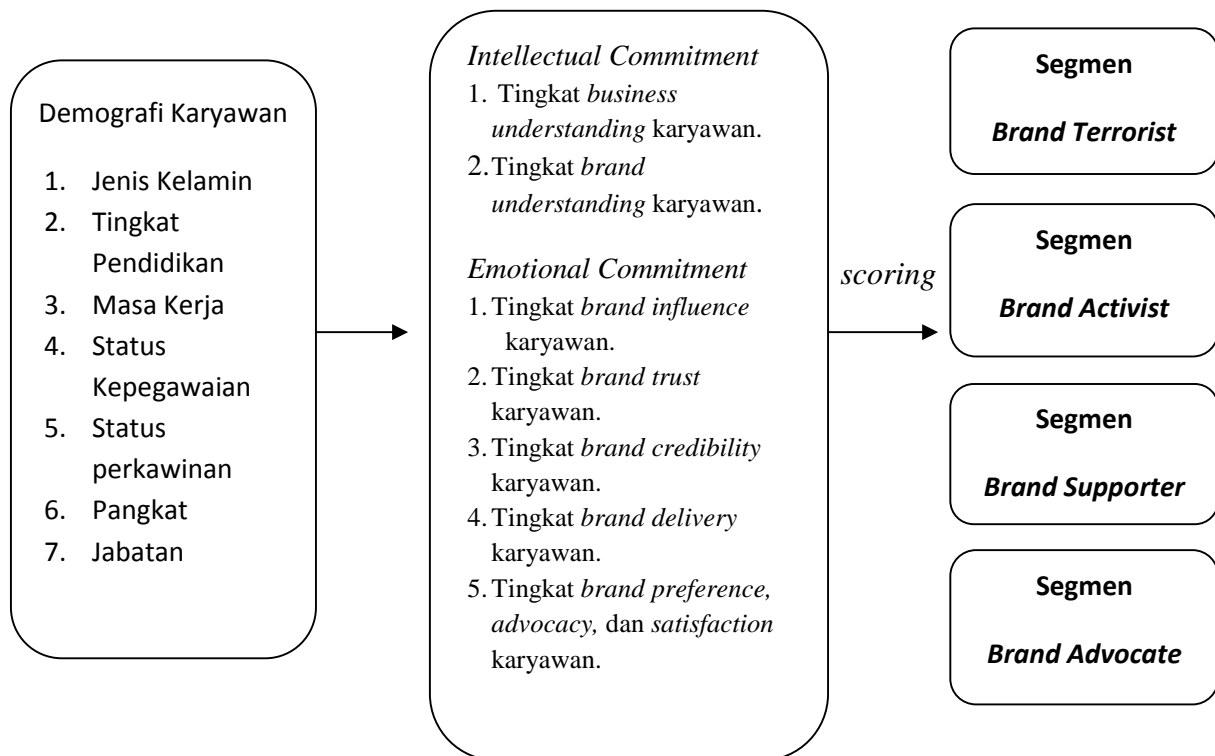 Demografi Karyawan
1. Jenis Kelamin
2. Tingkat
Pendidikan
3. Masa Kerja
4. Status
Kepegawaian
5. Status
perkawinan
6. Pangkat
7. Jabatan
Intellectual Commitment
1. Tingkat business
understanding karyawan.
2. Tingkat brand
understanding karyawan.
Emotional Commitment
1. Tingkat brand influence
karyawan.
2. Tingkat brand trust
karyawan.
3. Tingkat brand credibility
karyawan.
4. Tingkat brand delivery
karyawan.
5. Tingkat brand preference,
advocacy, dan satisfaction
karyawan.
scoring
Segmen
Brand Terrorist
Segmen
Brand Activist
Segmen
Brand Supporter
Segmen
Brand Advocate